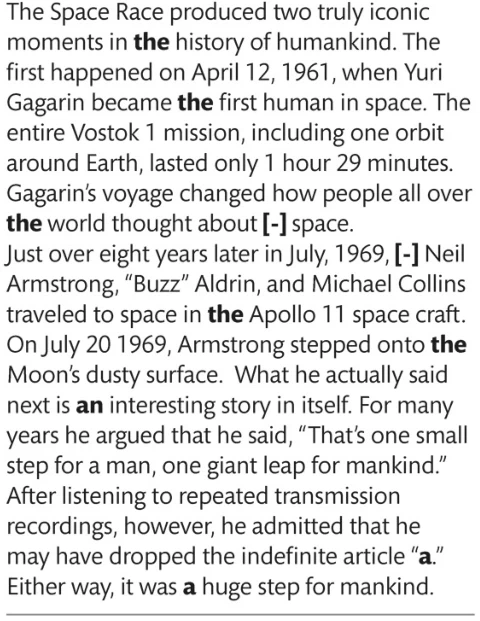 The Space Race produced two truly iconic
moments in the history of humankind. The
first happened on April 12, 1961, when Yuri
Gagarin became the first human in space. The
entire Vostok 1 mission, including one orbit
around Earth, lasted only 1 hour 29 minutes.
Gagarin's voyage changed how people all over
the world thought about [-] space.
Just over eight years later in July, 1969, [-] Neil
Armstrong, “Buzz” Aldrin, and Michael Collins
traveled to space in the Apollo 11 space craft.
On July 20 1969, Armstrong stepped onto the
Moon's dusty surface.  What he actually said
next is an interesting story in itself. For many
years he argued that he said, “That's one small
step for a man, one giant leap for mankind.”
After listening to repeated transmission
recordings, however, he admitted that he
may have dropped the indefinite article “a.”
Either way, it was a huge step for mankind.